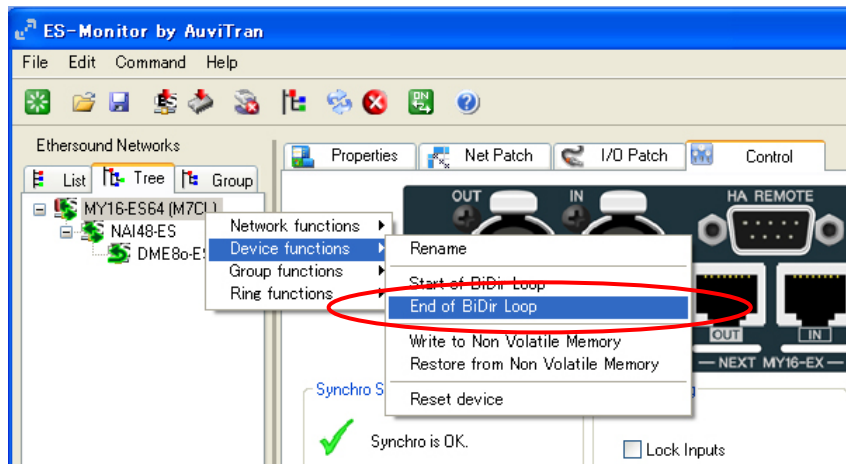 ES-Monitor by AuviTran
File Edit Command Help
Ethersound Networks
List Tree Group
Properties Net Patch I/O Patch Control
MY16-ES64 (M7CL)
NAI48-ES
DME8o-ES
Network functions
Device functions
Group functions
Ring functions
Rename
Start of BiDir Loop
End of BiDir Loop
Write to Non Volatile Memory
Restore from Non Volatile Memory
Reset device
OUT IN HA REMOTE
OUT IN
NEXT MY16-EX
Synchro S
Synchro is OK.
Lock Inputs